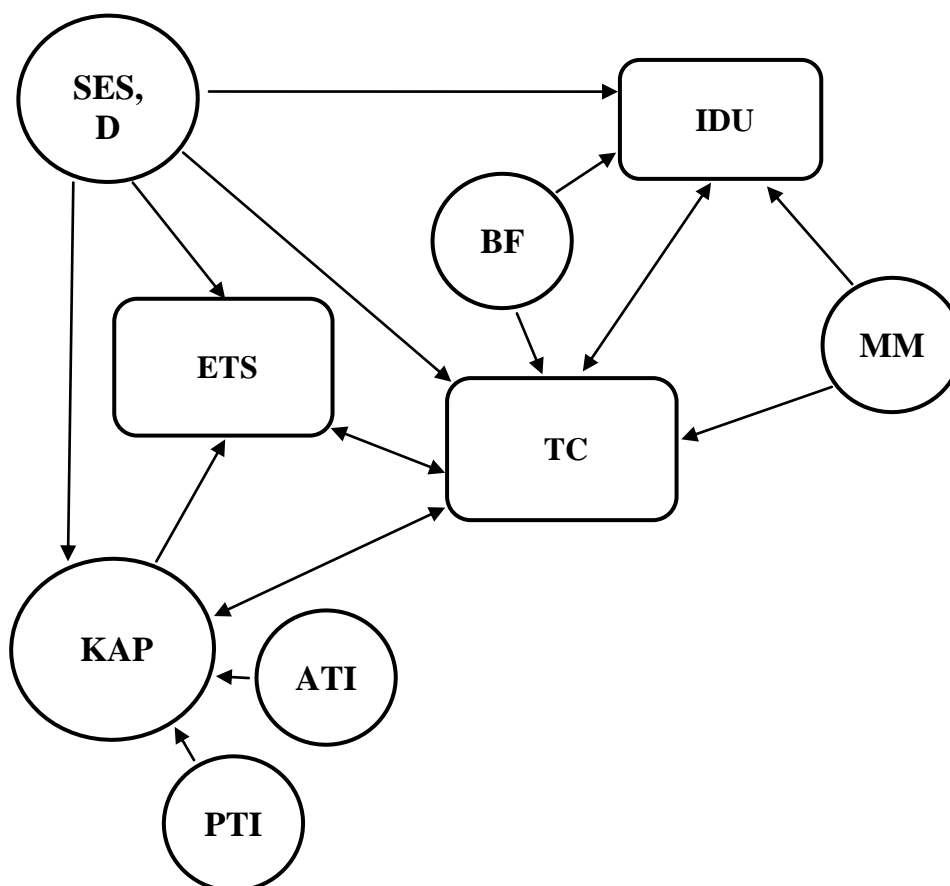 SES,
D
IDU
BF
MM
ETS
TC
KAP
ATI
PTI